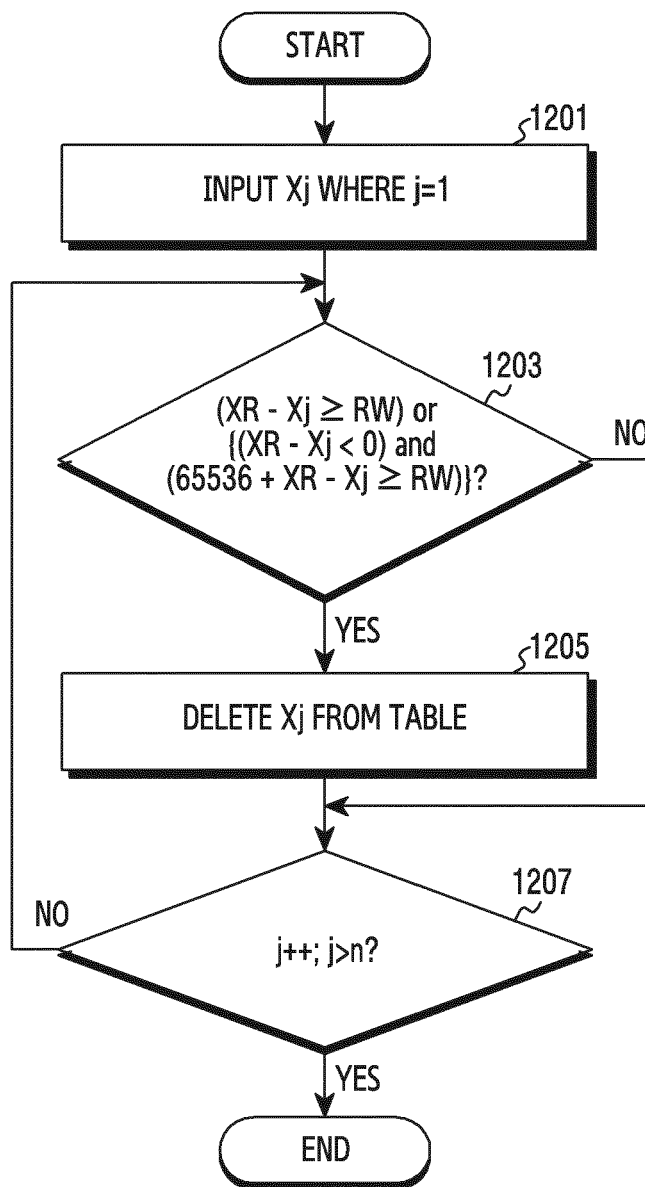 START
1201
INPUT Xj WHERE j=1
1203
(XR - Xj ≥ RW) or
{(XR - Xj < 0) and
(65536 + XR - Xj ≥ RW)}?
NO
YES
1205
DELETE Xj FROM TABLE
1207
NO
j++; j>n?
YES
END